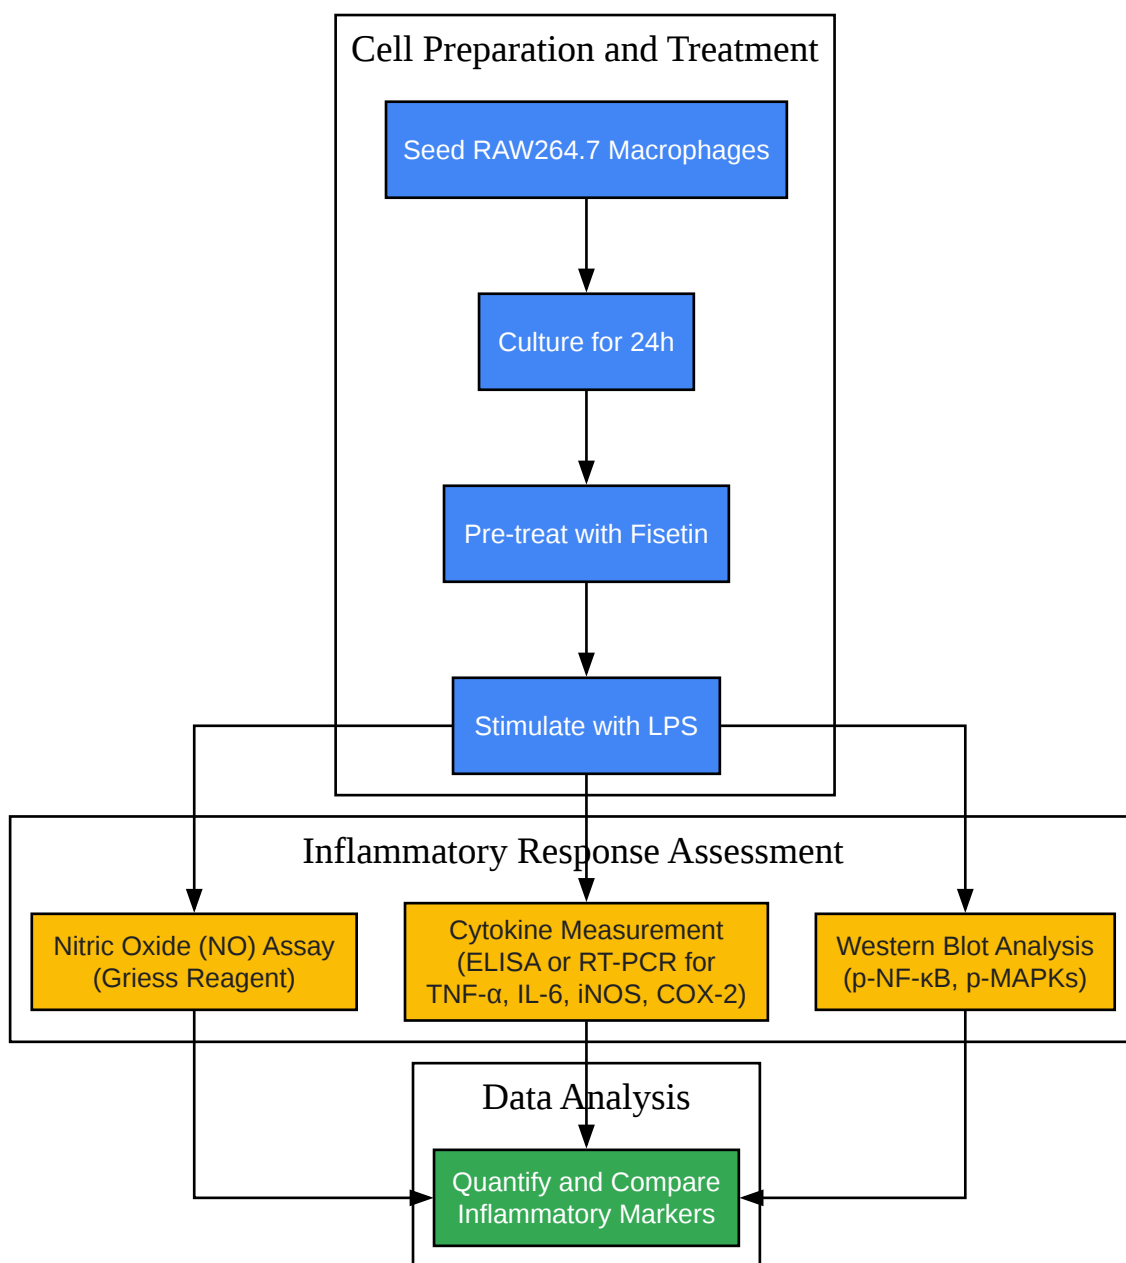 Cell Preparation and Treatment
Seed RAW264.7 Macrophages
Culture for 24h
Pre-treat with Fisetin
Stimulate with LPS
Inflammatory Response Assessment
Nitric Oxide (NO) Assay
(Griess Reagent)
Cytokine Measurement
(ELISA or RT-PCR for
TNF-α, IL-6, iNOS, COX-2)
Western Blot Analysis
(p-NF-κB, p-MAPKs)
Data Analysis
Quantify and Compare
Inflammatory Markers